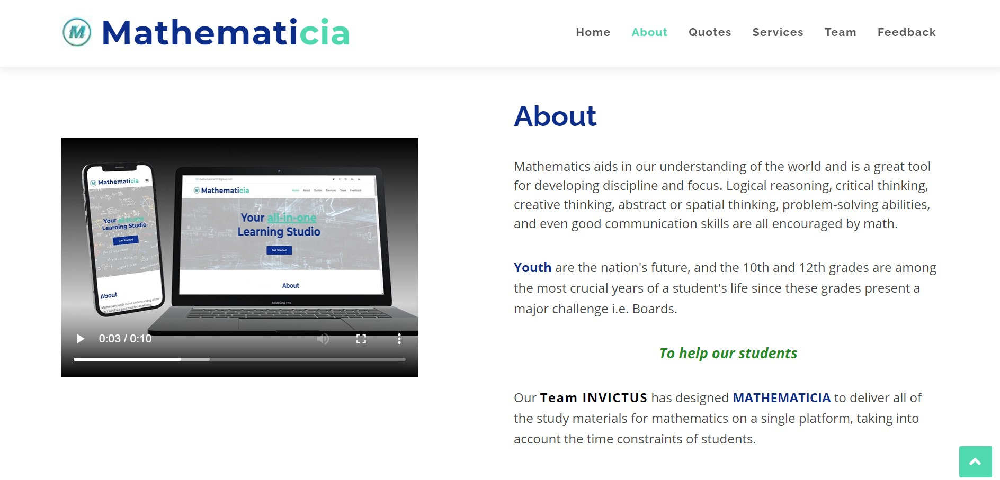 M Mathematicia
Home About Quotes Services Team Feedback
About
Mathematics aids in our understanding of the world and is a great tool
for developing discipline and focus. Logical reasoning, critical thinking,
creative thinking, abstract or spatial thinking, problem-solving abilities,
and even good communication skills are all encouraged by math.
Youth are the nation's future, and the 10th and 12th grades are among
the most crucial years of a student's life since these grades present a
major challenge i.e. Boards.
To help our students
Our Team INVICTUS has designed MATHEMATICIA to deliver all of
the study materials for mathematics on a single platform, taking into
account the time constraints of students.
Mathematicia
Your all-in-one
Learning Studio
Get Started
About
Mathematics aids in our understanding of the
world and is a great tool for developing
mathematicia101@gmail.com
Mathematicia
Home About Quotes Services Team Feedback
Your all-in-one
Learning Studio
Get Started
About
MacBook Pro
0:03 / 0:10